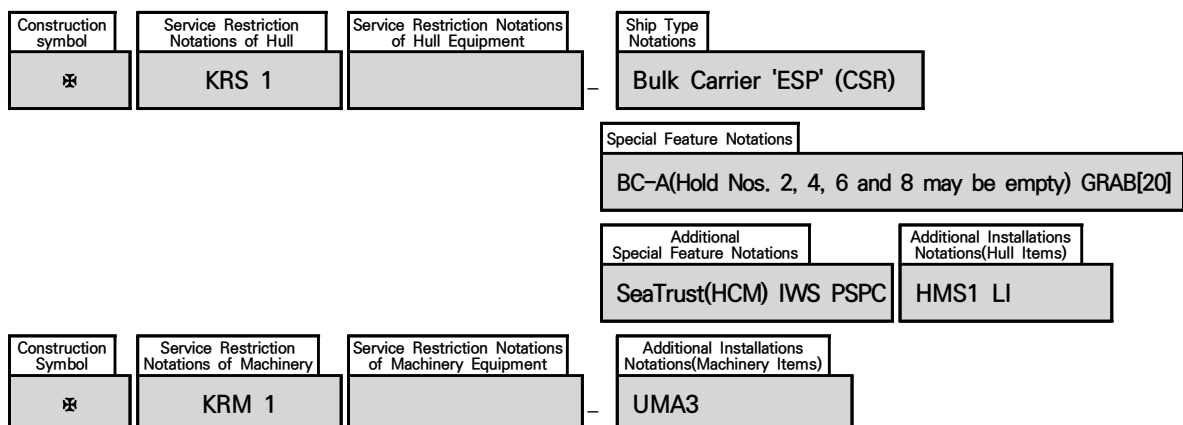 Construction symbol
Service Restriction Notations of Hull
Service Restriction Notations of Hull Equipment
Ship Type Notations
✠ KRS 1 _ Bulk Carrier 'ESP' (CSR)
Special Feature Notations
BC-A(Hold Nos. 2, 4, 6 and 8 may be empty) GRAB[20]
Additional Special Feature Notations
Additional Installations Notations(Hull Items)
SeaTrust(HCM) IWS PSPC HMS1 LI
Construction Symbol
Service Restriction Notations of Machinery
Service Restriction Notations of Machinery Equipment
Additional Installations Notations(Machinery Items)
✠ KRM 1 _ UMA3